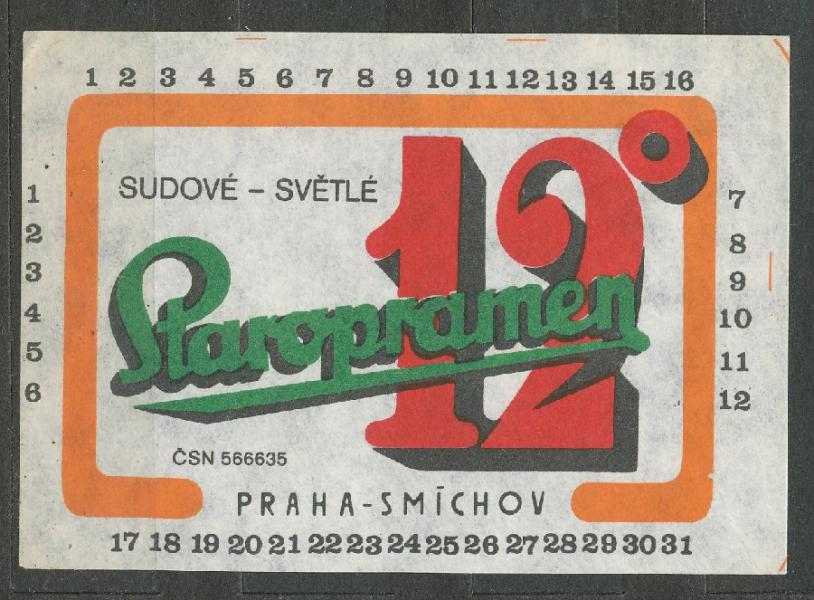 1 2 3 4 5 6 7 8 9 10 11 12 13 14 15 16
SUDOVÉ – SVĚTLÉ
12°
Staropramen
ČSN 566635
PRAHA-SMÍCHOV
1
2
3
4
5
6
7
8
9
10
11
12
17 18 19 20 21 22 23 24 25 26 27 28 29 30 31